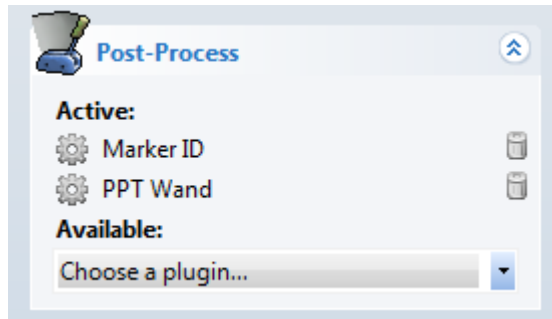 Post-Process
Active:
Marker ID
PPT Wand
Available:
Choose a plugin...